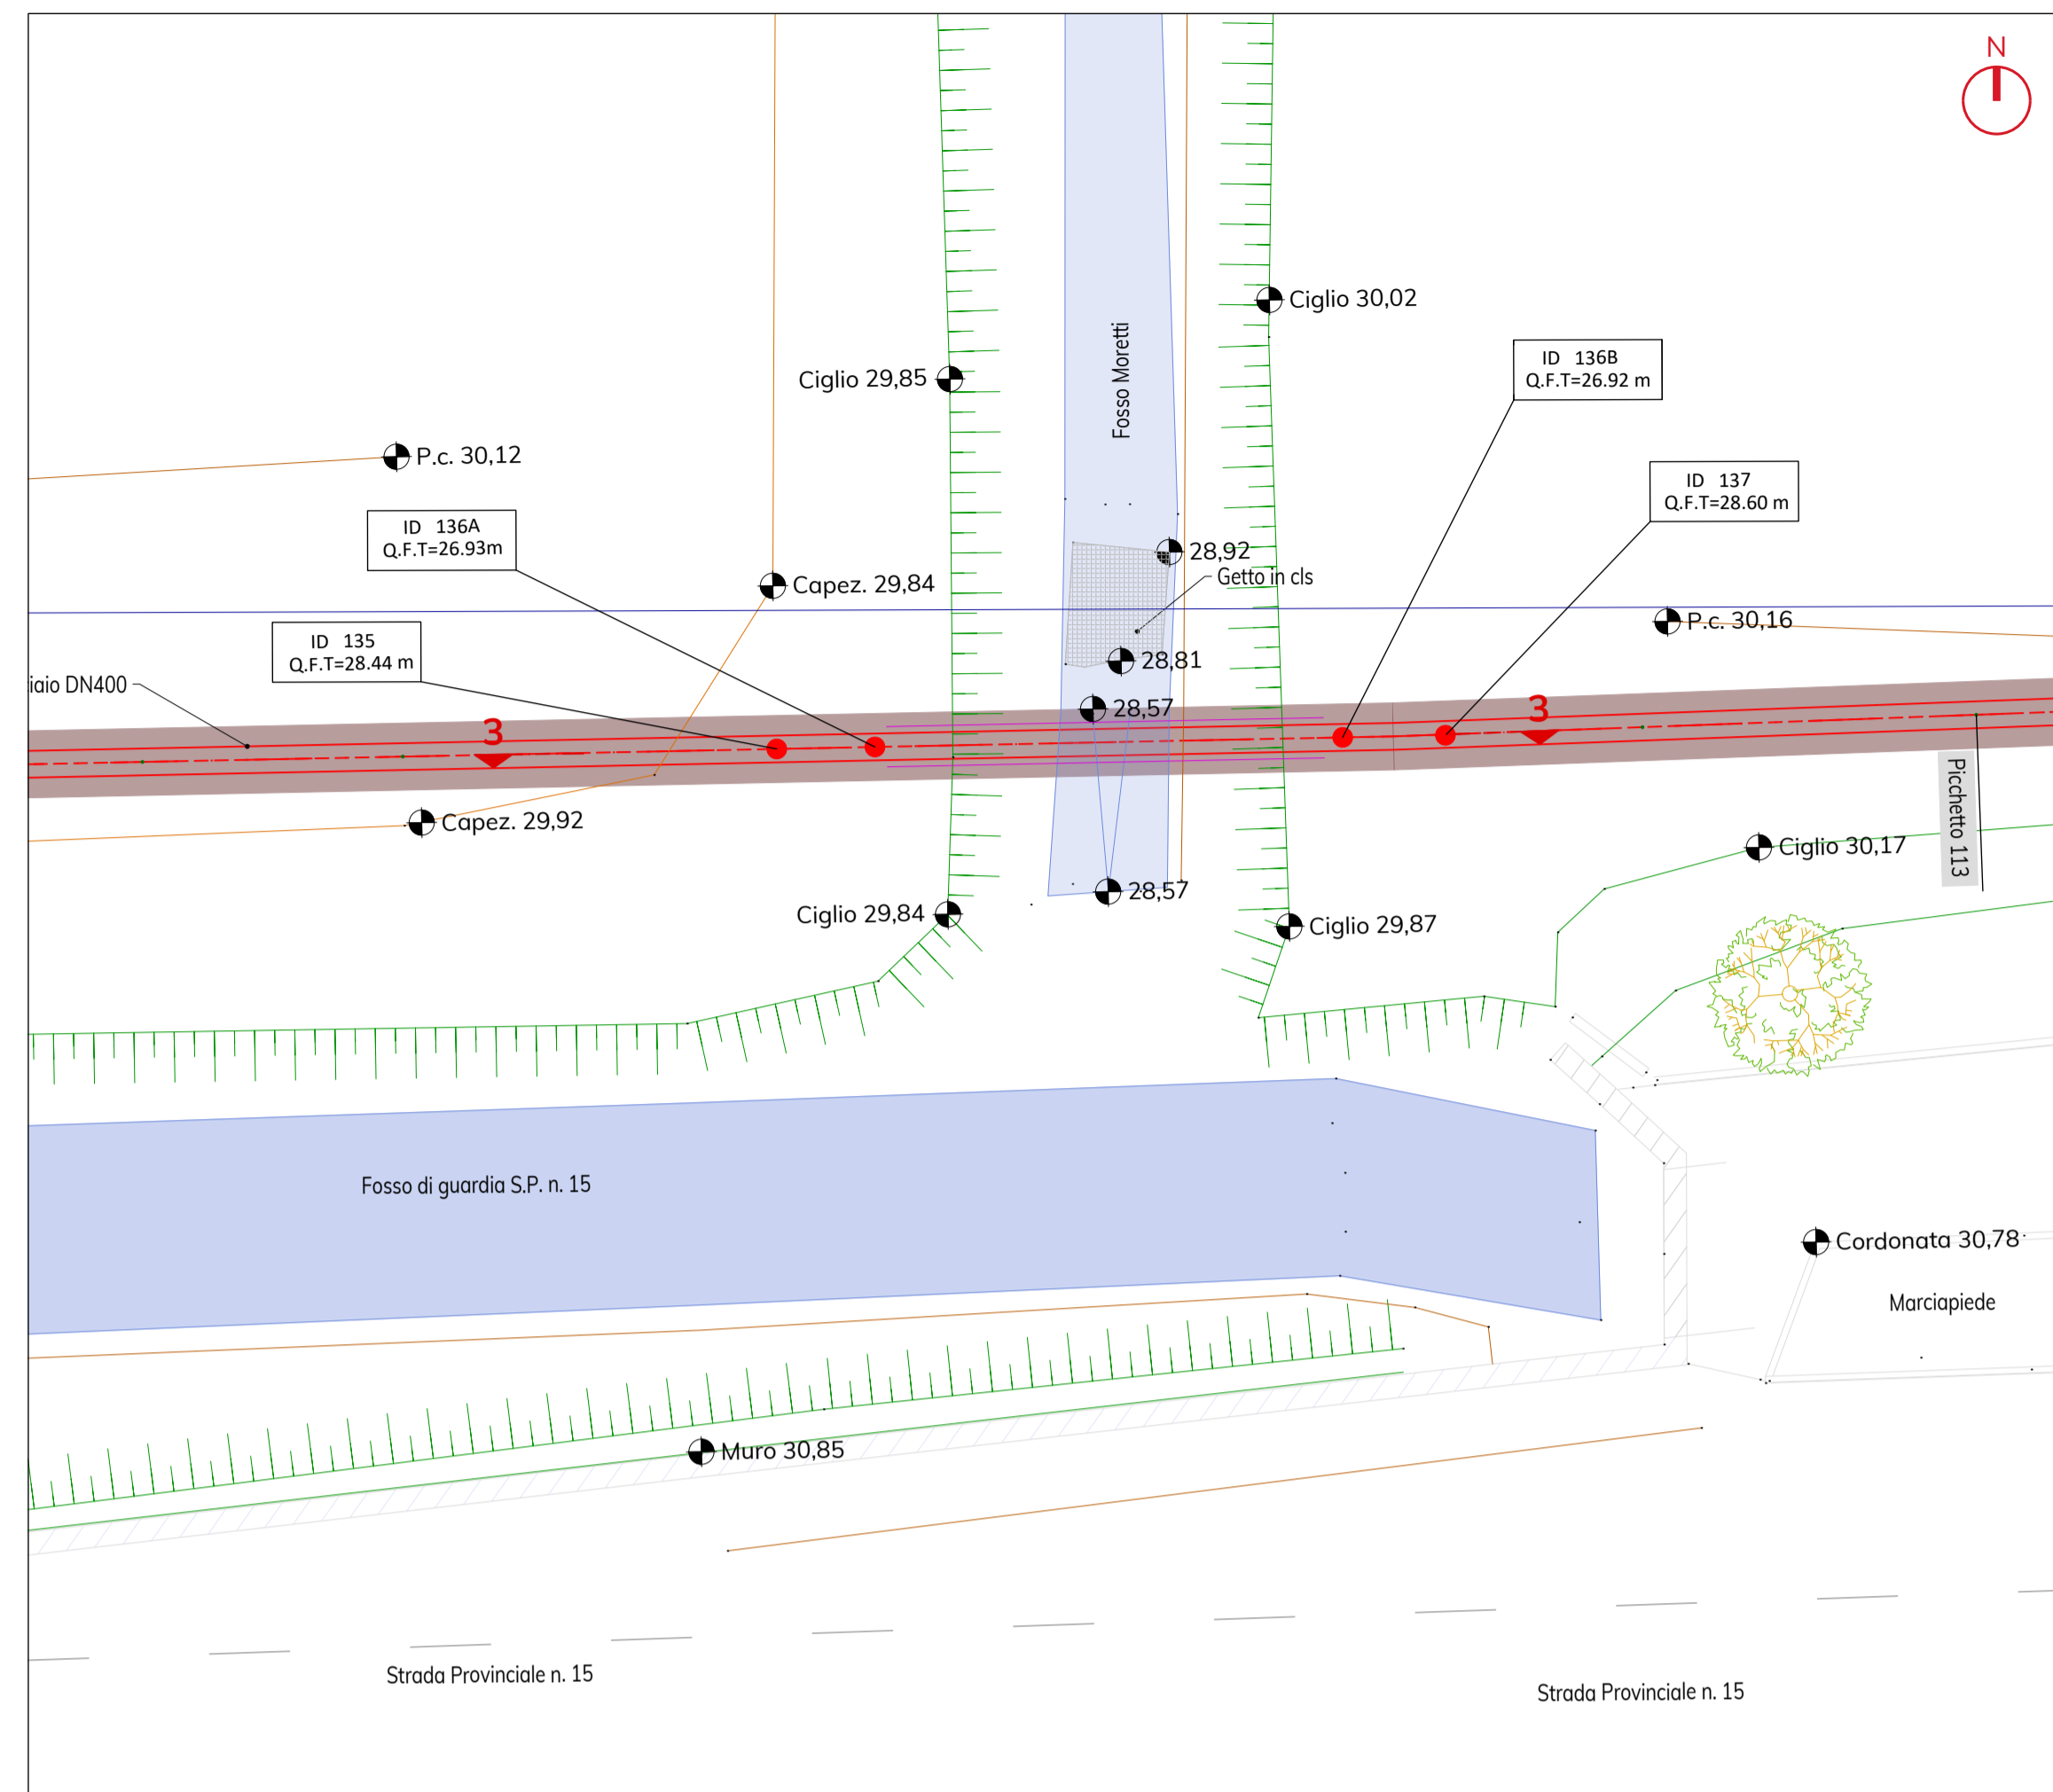 N
Ciglio 30,02
Fosso Moretti
ID 136B
Q.F.T=26.92 m
Ciglio 29,85
P.c. 30,12
ID 137
Q.F.T=28.60 m
ID 136A
Q.F.T=26.93m
28,92
Getto in cls
Capez. 29,84
P.c. 30,16
ID 135
Q.F.T=28.44 m
28,81
iaio DN400
28,57
3
3
Picchetto 113
Capez. 29,92
Ciglio 30,17
28,57
Ciglio 29,84
Ciglio 29,87
Fosso di guardia S.P. n. 15
Cordonata 30,78
Marciapiede
Muro 30,85
Strada Provinciale n. 15
Strada Provinciale n. 15